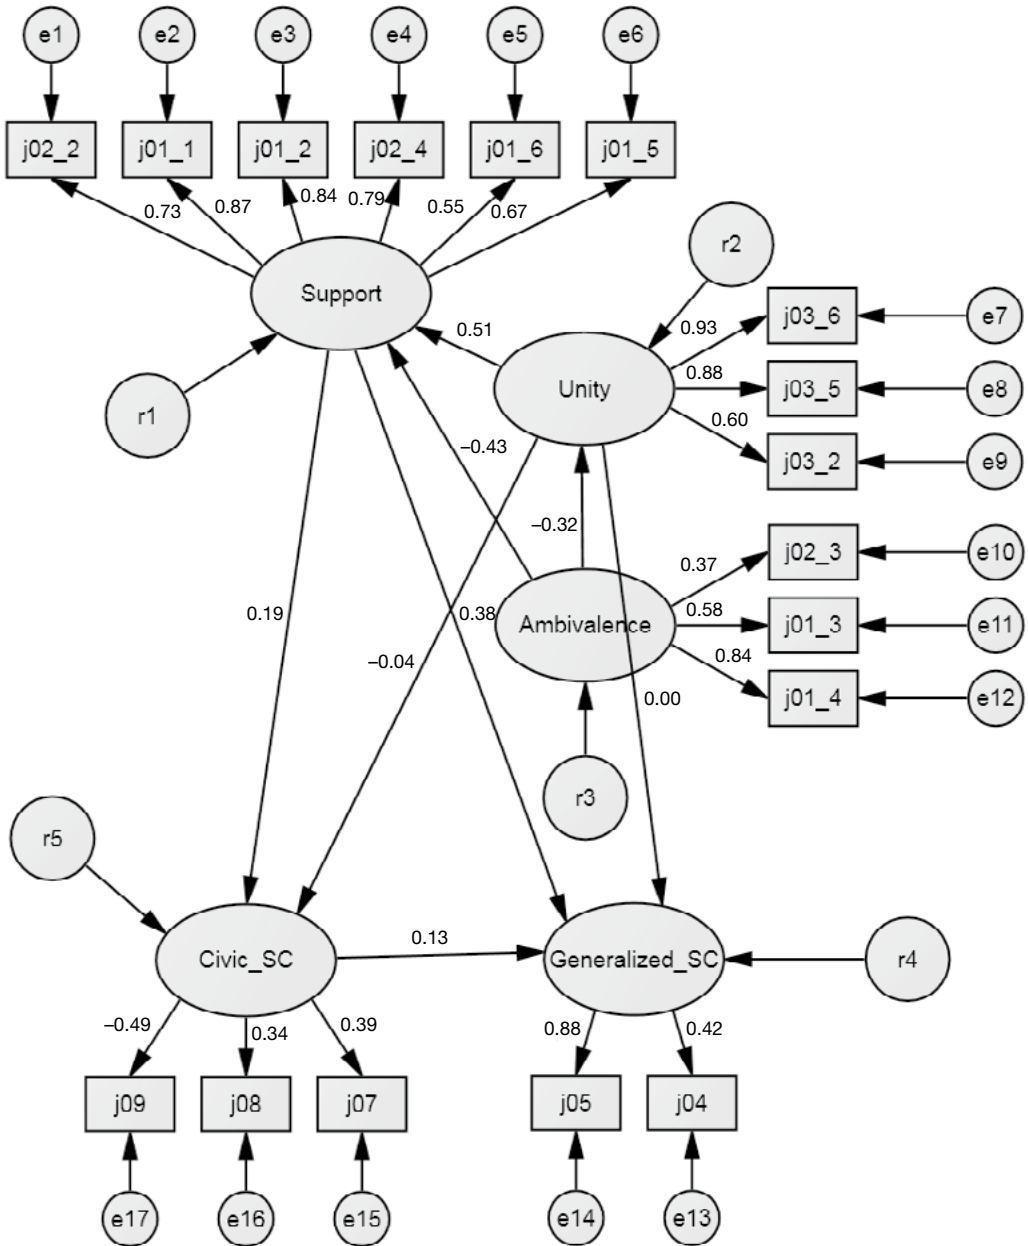 e1 e2 e3 e4 e5 e6
j02_2 j01_1 j01_2 j02_4 j01_6 j01_5
0.73 0.87 0.84 0.79 0.55 0.67
r2
Support
j03_6 e7
0.51 0.93
0.88
Unity j03_5 e8
r1
0.60
−0.43 j03_2 e9
−0.32
j02_3 e10
0.37
0.58
0.19 0.38 Ambivalence j01_3 e11
−0.04 0.84
0.00 j01_4 e12
r3
r5
0.13
Civic_SC Generalized_SC r4
−0.49 0.34 0.39 0.88 0.42
j09 j08 j07 j05 j04
e17 e16 e15 e14 e13